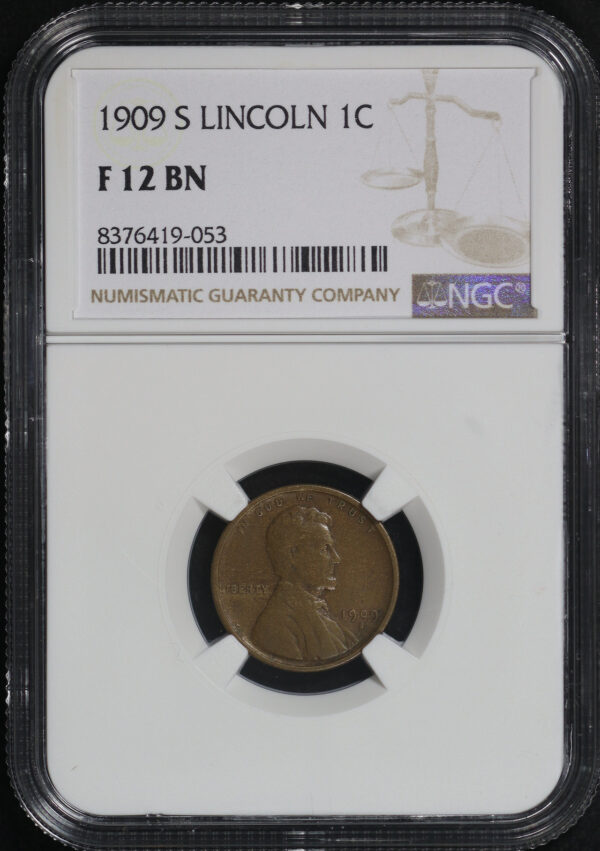 1909 S LINCOLN 1C
F 12 BN
8376419-053
NUMISMATIC GUARANTY COMPANY
NGC®
IN GOD WE TRUST
LIBERTY
1909
S